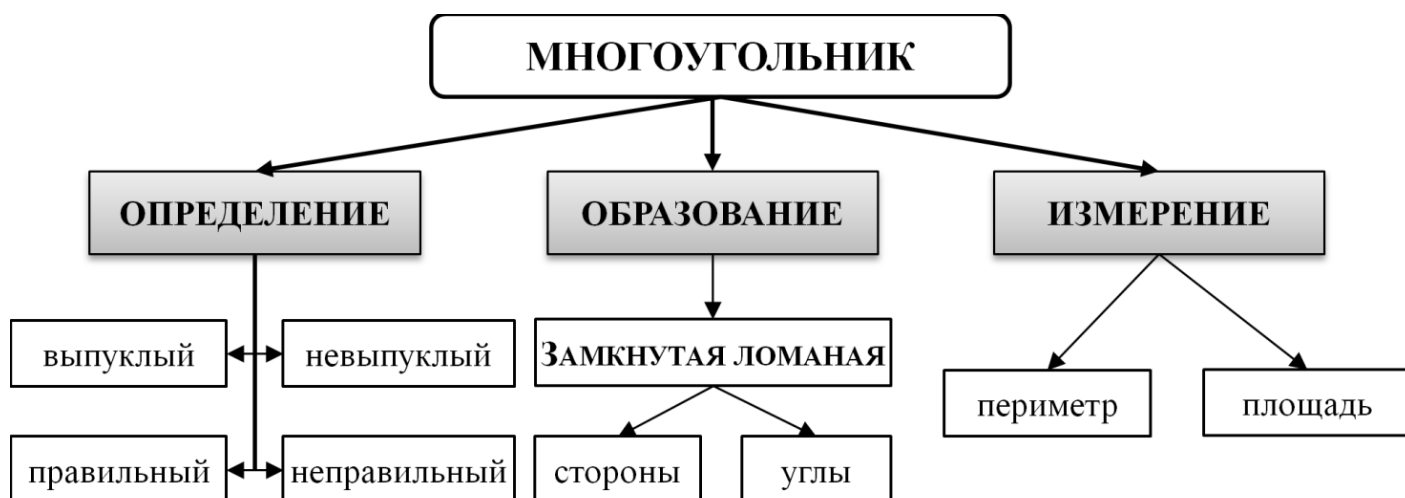 МНОГОУГОЛЬНИК
ОПРЕДЕЛЕНИЕ
ОБРАЗОВАНИЕ
ИЗМЕРЕНИЕ
выпуклый
невыпуклый
ЗАМКНУТАЯ ЛОМАНАЯ
периметр
площадь
правильный
неправильный
стороны
углы